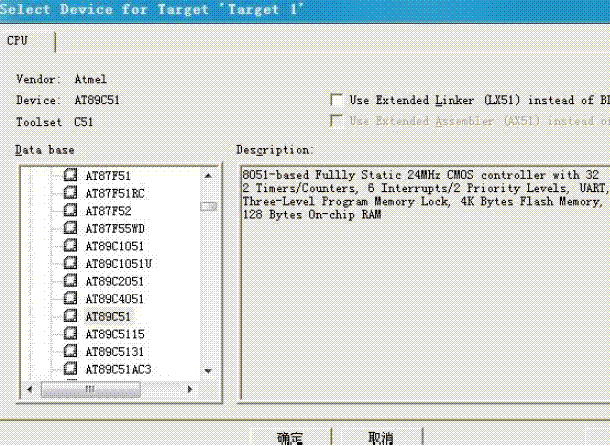 Select Device for Target 'Target 1'
CPU
Vendor: Atmel
Device: AT89C51
Use Extended Linker (LX51) instead of
Toolset C51
Use Extended Assembler (AX51) instead
Data base
Description:
AT87F51
AT87F51RC
AT87F52
AT87F55WD
AT89C1051
AT89C1051U
AT89C2051
AT89C4051
AT89C51
AT89C5115
AT89C5131
AT89C51AC3
8051-based Fullly Static 24MHz CMOS controller with 32
2 Timers/Counters, 6 Interrupts/2 Priority Levels, UART,
Three-Level Program Memory Lock, 4K Bytes Flash Memory,
128 Bytes On-chip RAM
确定
取消